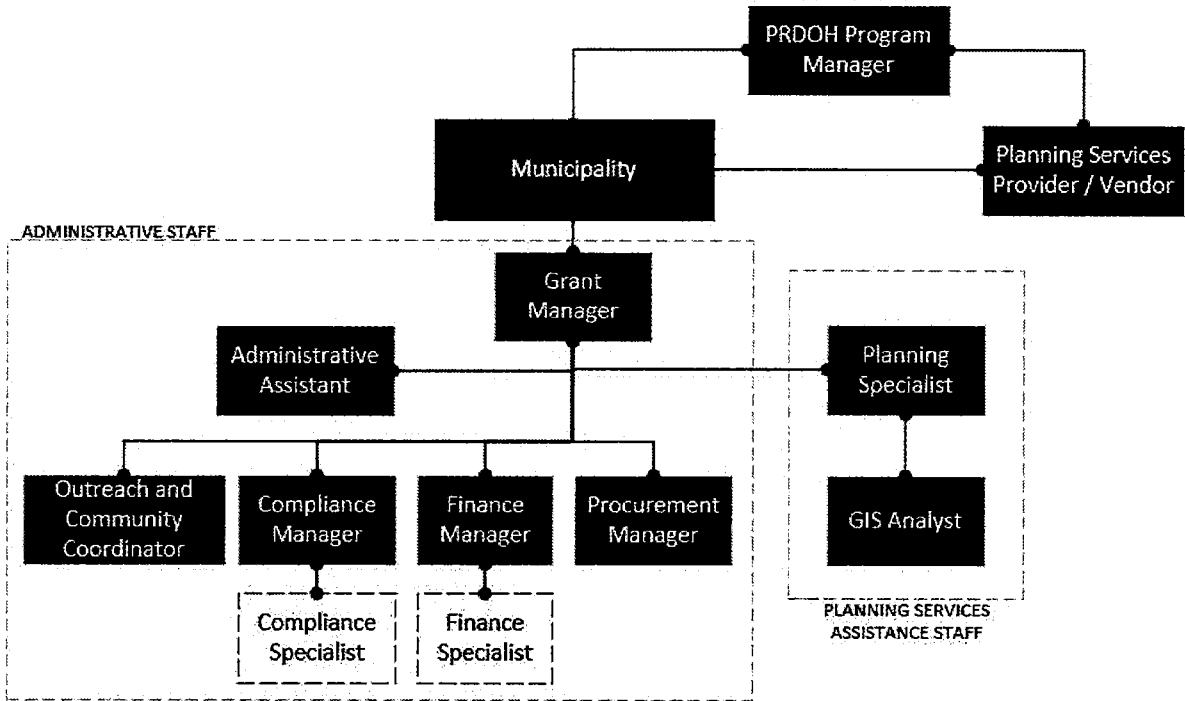 PRDOH Program
Manager
Municipality
Planning Services
Provider / Vendor
ADMINISTRATIVE STAFF
Grant
Manager
Administrative
Assistant
Planning
Specialist
Outreach and
Community
Coordinator
Compliance
Manager
Finance
Manager
Procurement
Manager
GIS Analyst
Compliance
Specialist
Finance
Specialist
PLANNING SERVICES
ASSISTANCE STAFF